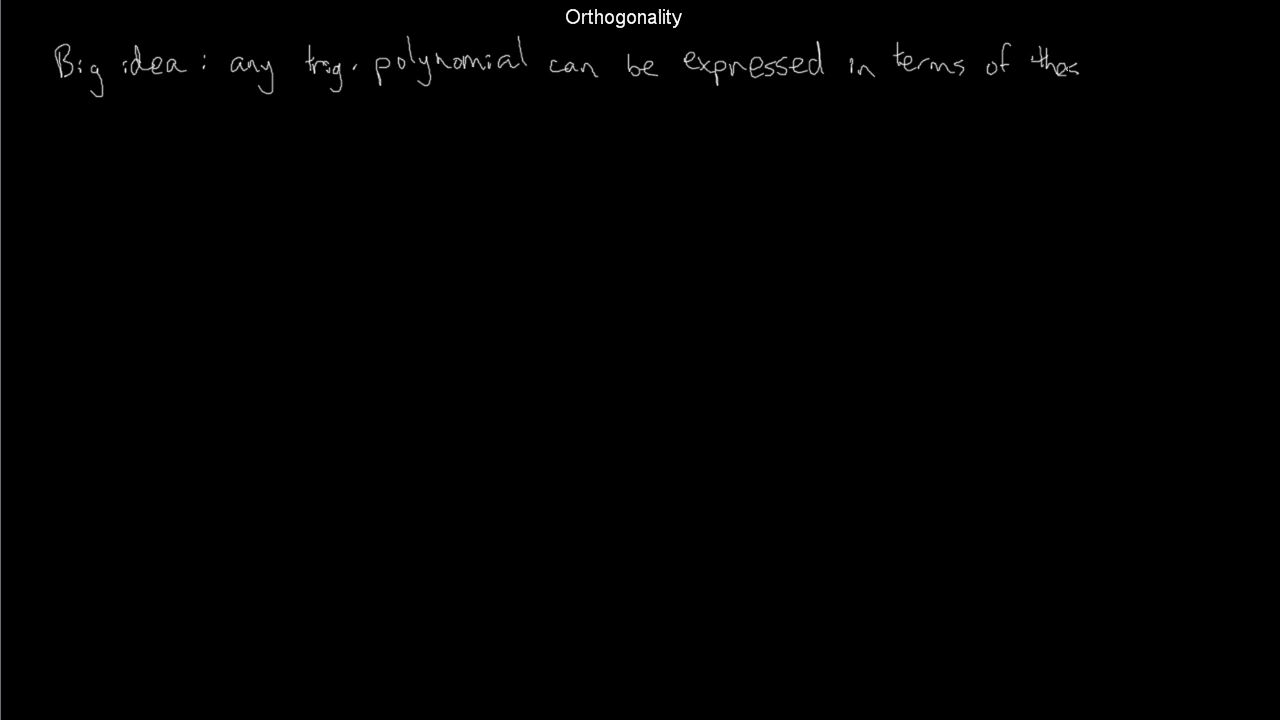 Orthogonality
Big idea: any trig. polynomial can be expressed in terms of thes